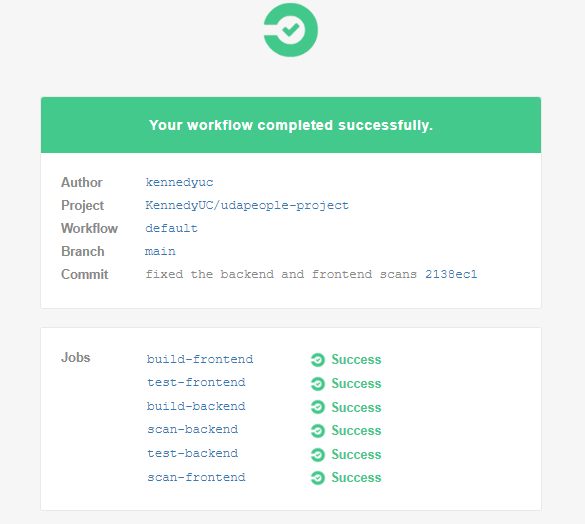 Your workflow completed successfully.
Author kennedyuc
Project KennedyUC/udapeople-project
Workflow default
Branch main
Commit fixed the backend and frontend scans 2138ec1
Jobs build-frontend Success
test-frontend Success
build-backend Success
scan-backend Success
test-backend Success
scan-frontend Success